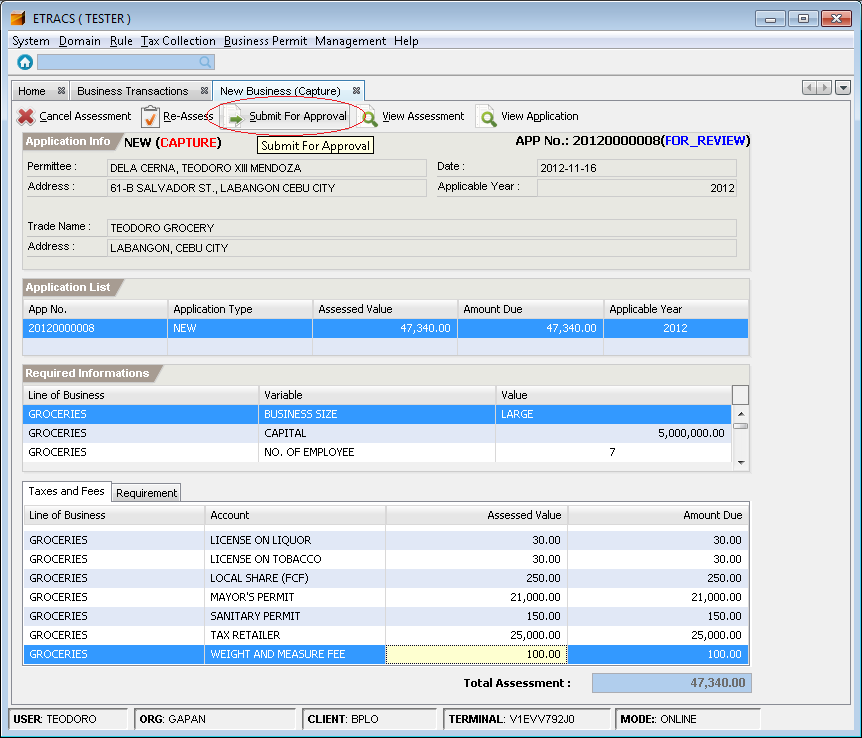 ETRACS ( TESTER )
System Domain Rule Tax Collection Business Permit Management Help
Home Business Transactions New Business (Capture)
Cancel Assessment Re-Assess Submit For Approval View Assessment View Application
Submit For Approval
Application Info NEW (CAPTURE) APP No.: 20120000008(FOR_REVIEW)
Permittee : DELA CERNA, TEODORO XIII MENDOZA Date : 2012-11-16
Address : 61-B SALVADOR ST., LABANGON CEBU CITY Applicable Year : 2012
Trade Name : TEODORO GROCERY
Address : LABANGON, CEBU CITY
Application List
App No. Application Type Assessed Value Amount Due Applicable Year
20120000008 NEW 47,340.00 47,340.00 2012
Required Informations
Line of Business Variable Value
GROCERIES BUSINESS SIZE LARGE
GROCERIES CAPITAL 5,000,000.00
GROCERIES NO. OF EMPLOYEE 7
Taxes and Fees Requirement
Line of Business Account Assessed Value Amount Due
GROCERIES LICENSE ON LIQUOR 30.00 30.00
GROCERIES LICENSE ON TOBACCO 30.00 30.00
GROCERIES LOCAL SHARE (FCF) 250.00 250.00
GROCERIES MAYOR'S PERMIT 21,000.00 21,000.00
GROCERIES SANITARY PERMIT 150.00 150.00
GROCERIES TAX RETAILER 25,000.00 25,000.00
GROCERIES WEIGHT AND MEASURE FEE 100.00 100.00
Total Assessment : 47,340.00
USER: TEODORO ORG: GAPAN CLIENT: BPLO TERMINAL: V1EVV792J0 MODE: ONLINE